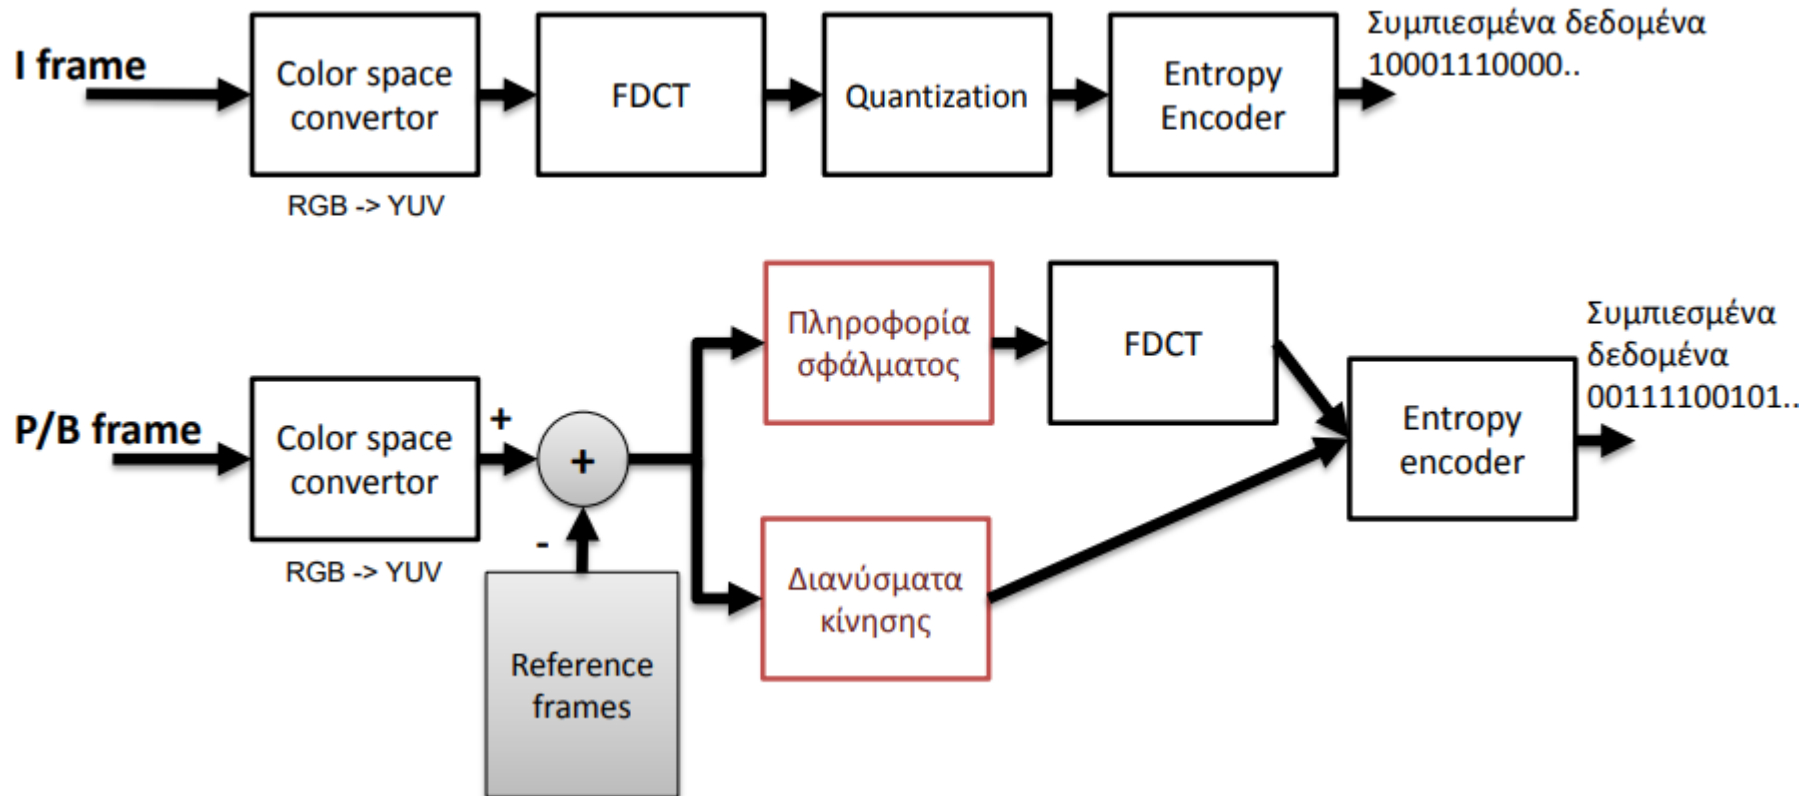 I frame
Color space
convertor
RGB -> YUV
FDCT
Quantization
Entropy
Encoder
Συμπιεσμένα δεδομένα
10001110000..
P/B frame
Color space
convertor
RGB -> YUV
+
+
-
Reference
frames
Πληροφορία
σφάλματος
FDCT
Διανύσματα
κίνησης
Entropy
encoder
Συμπιεσμένα
δεδομένα
00111100101..